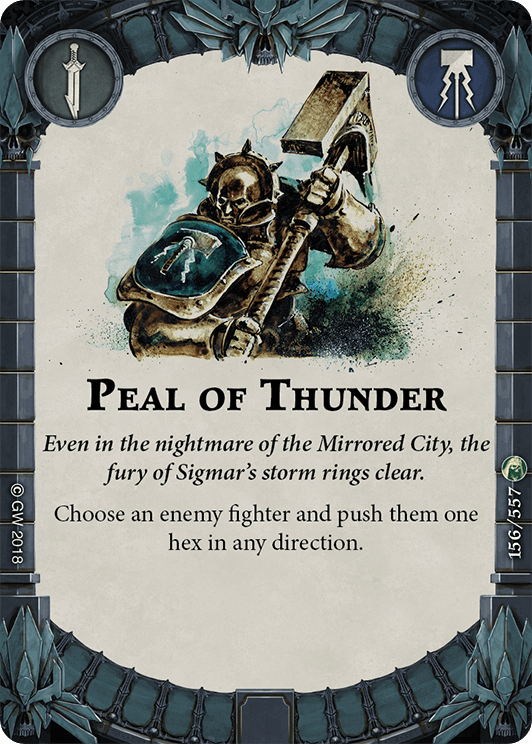 PEAL OF THUNDER
Even in the nightmare of the Mirrored City, the
fury of Sigmar's storm rings clear.
Choose an enemy fighter and push them one
hex in any direction.
© GW 2018
156/557